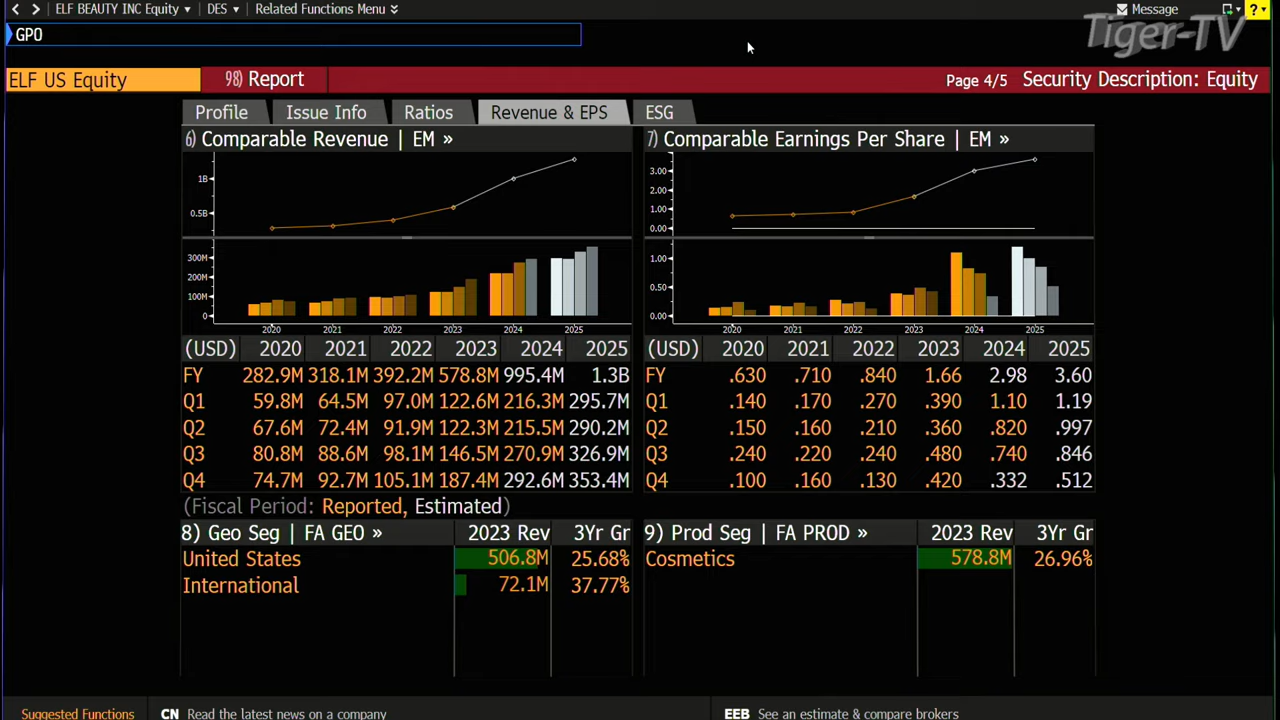 ELF BEAUTY INC Equity DES Related Functions Menu Message ?
GPO
Tiger-TV
ELF US Equity 98) Report Page 4/5 Security Description: Equity
Profile Issue Info Ratios Revenue & EPS ESG
6) Comparable Revenue | EM »
1B
0.5B
300M
200M
100M
0
2020 2021 2022 2023 2024 2025
(USD) 2020 2021 2022 2023 2024 2025
FY 282.9M 318.1M 392.2M 578.8M 995.4M 1.3B
Q1 59.8M 64.5M 97.0M 122.6M 216.3M 295.7M
Q2 67.6M 72.4M 91.9M 122.3M 215.5M 290.2M
Q3 80.8M 88.6M 98.1M 146.5M 270.9M 326.9M
Q4 74.7M 92.7M 105.1M 187.4M 292.6M 353.4M
7) Comparable Earnings Per Share | EM »
3.00
2.00
1.00
0.00
1.00
0.50
0.00
2020 2021 2022 2023 2024 2025
(USD) 2020 2021 2022 2023 2024 2025
FY .630 .710 .840 1.66 2.98 3.60
Q1 .140 .170 .270 .390 1.10 1.19
Q2 .150 .160 .210 .360 .820 .997
Q3 .240 .220 .240 .480 .740 .846
Q4 .100 .160 .130 .420 .332 .512
(Fiscal Period: Reported, Estimated)
8) Geo Seg | FA GEO » 2023 Rev 3Yr Gr
United States 506.8M 25.68%
International 72.1M 37.77%
9) Prod Seg | FA PROD » 2023 Rev 3Yr Gr
Cosmetics 578.8M 26.96%
Suggested Functions CN Read the latest news on a company EEB See an estimate & compare brokers